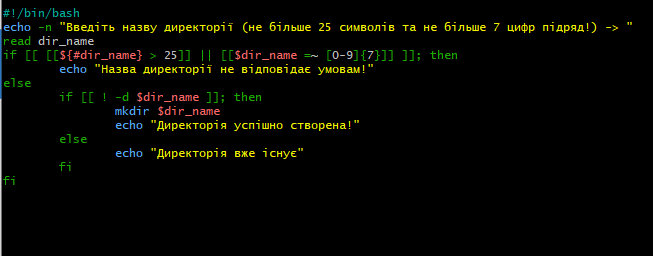 #!/bin/bash
echo -n "Введіть назву директорії (не більше 25 символів та не більше 7 цифр підряд!) -> "
read dir_name
if [[ [[${#dir_name} > 25]] || [[$dir_name =~ [0-9]{7}]] ]]; then
echo "Назва директорії не відповідає умовам!"
else
if [[ ! -d $dir_name ]]; then
mkdir $dir_name
echo "Директорія успішно створена!"
else
echo "Директорія вже існує"
fi
fi